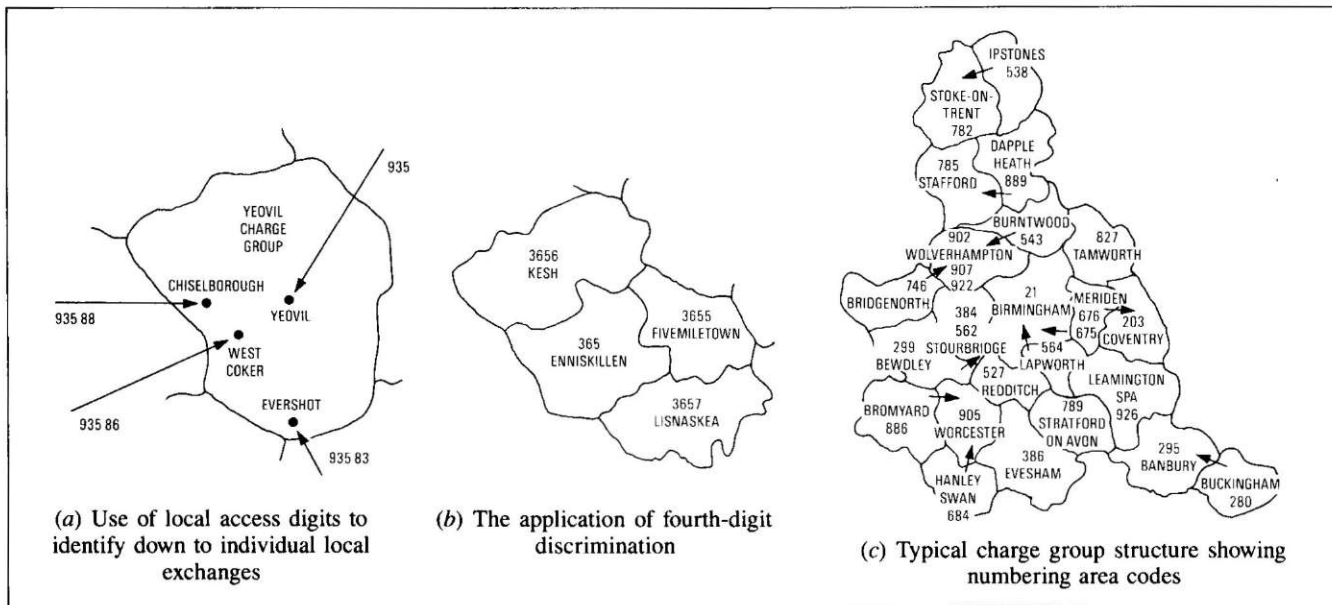 935
YEOVIL
CHARGE
GROUP
CHISELBOROUGH
YEOVIL
935 88
WEST
COKER
EVERSHOT
935 86
935 83
(a) Use of local access digits to
identify down to individual local
exchanges
3656
KESH
3655
FIVEMILETOWN
365
ENNISKILLEN
3657
LISNASKEA
(b) The application of fourth-digit
discrimination
IPSTONES
538
STOKE-ON-
TRENT
782
DAPPLE
HEATH
889
785
STAFFORD
BURNTWOOD
543
902
WOLVERHAMPTON
907
922
827
TAMWORTH
746
BRIDGENORTH
21
BIRMINGHAM
MERIDEN
676
675
203
COVENTRY
384
562
STOURBRIDGE
299
BEWDLEY
564
LAPWORTH
527
REDDITCH
LEAMINGTON
SPA
926
BROMYARD
886
905
WORCESTER
789
STRATFORD
ON AVON
386
EVESHAM
HANLEY
SWAN
684
295
BANBURY
BUCKINGHAM
280
(c) Typical charge group structure showing
numbering area codes